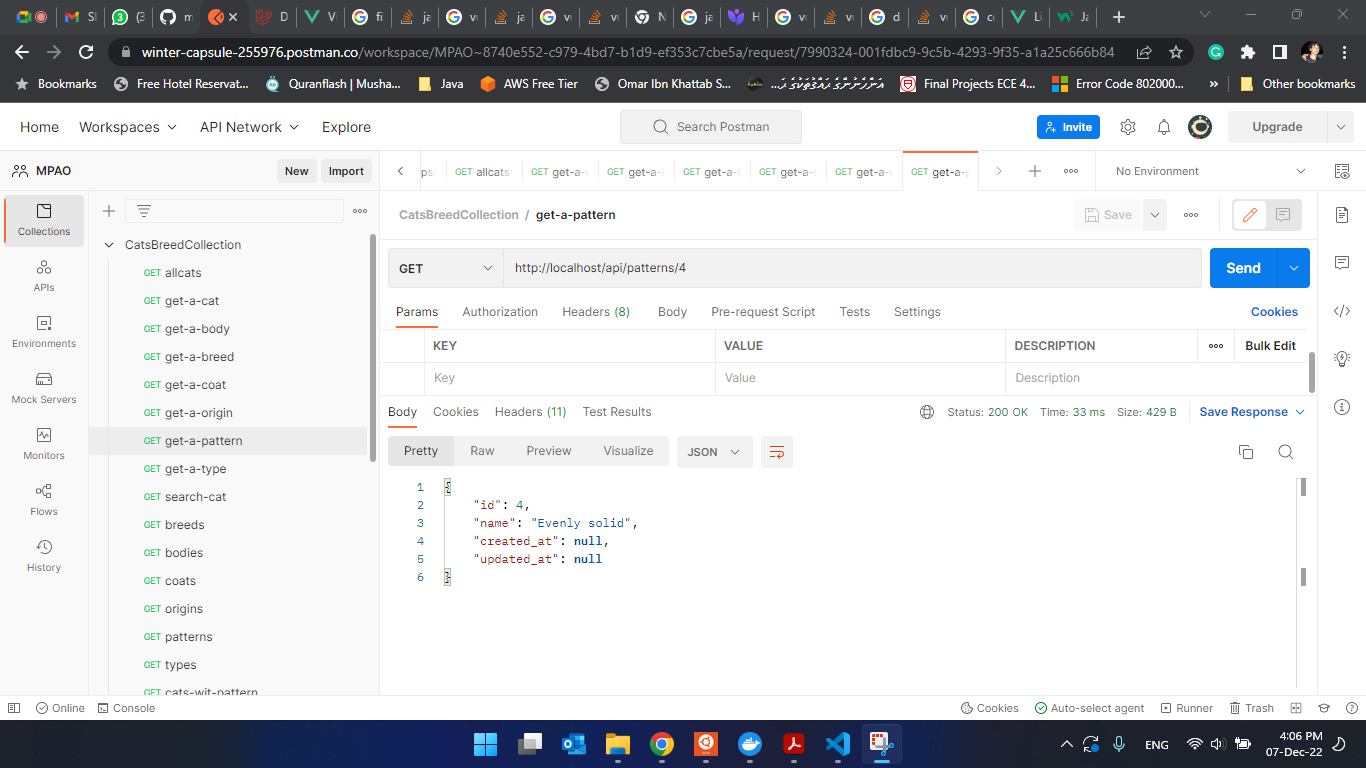 SI
(3
m
D
Vi
fi
ja
vu
ja
vu
vu
N
ja
H
vu
vu
d
vu
co
Li
Ja
winter-capsule-255976.postman.co/workspace/MPAO~8740e552-c979-4bd7-b1d9-ef353c7cbe5a/request/7990324-001fdbc9-9c5b-4293-9f35-a1a25c666b84
Bookmarks
Free Hotel Reservat...
Quranflash | Musha...
Java
AWS Free Tier
Omar Ibn Khattab S...
Final Projects ECE 4...
Error Code 802000...
»
Other bookmarks
Home
Workspaces
API Network
Explore
Search Postman
Invite
Upgrade
MPAO
New
Import
ps:
GET allcats
GET get-a-
GET get-a-
GET get-a-
GET get-a-
GET get-a-
GET get-a-p
No Environment
Collections
APIs
Environments
Mock Servers
Monitors
Flows
History
CatsBreedCollection
GET allcats
GET get-a-cat
GET get-a-body
GET get-a-breed
GET get-a-coat
GET get-a-origin
GET get-a-pattern
GET get-a-type
GET search-cat
GET breeds
GET bodies
GET coats
GET origins
GET patterns
GET types
GET cats-wit-pattern
CatsBreedCollection / get-a-pattern
Save
GET
http://localhost/api/patterns/4
Send
Params
Authorization
Headers (8)
Body
Pre-request Script
Tests
Settings
Cookies
KEY
VALUE
DESCRIPTION
Bulk Edit
Key
Value
Description
Body
Cookies
Headers (11)
Test Results
Status: 200 OK
Time: 33 ms
Size: 429 B
Save Response
Pretty
Raw
Preview
Visualize
JSON
1 {
2 "id": 4,
3 "name": "Evenly solid",
4 "created_at": null,
5 "updated_at": null
6 }
Online
Console
Cookies
Auto-select agent
Runner
Trash
ENG
4:06 PM
07-Dec-22